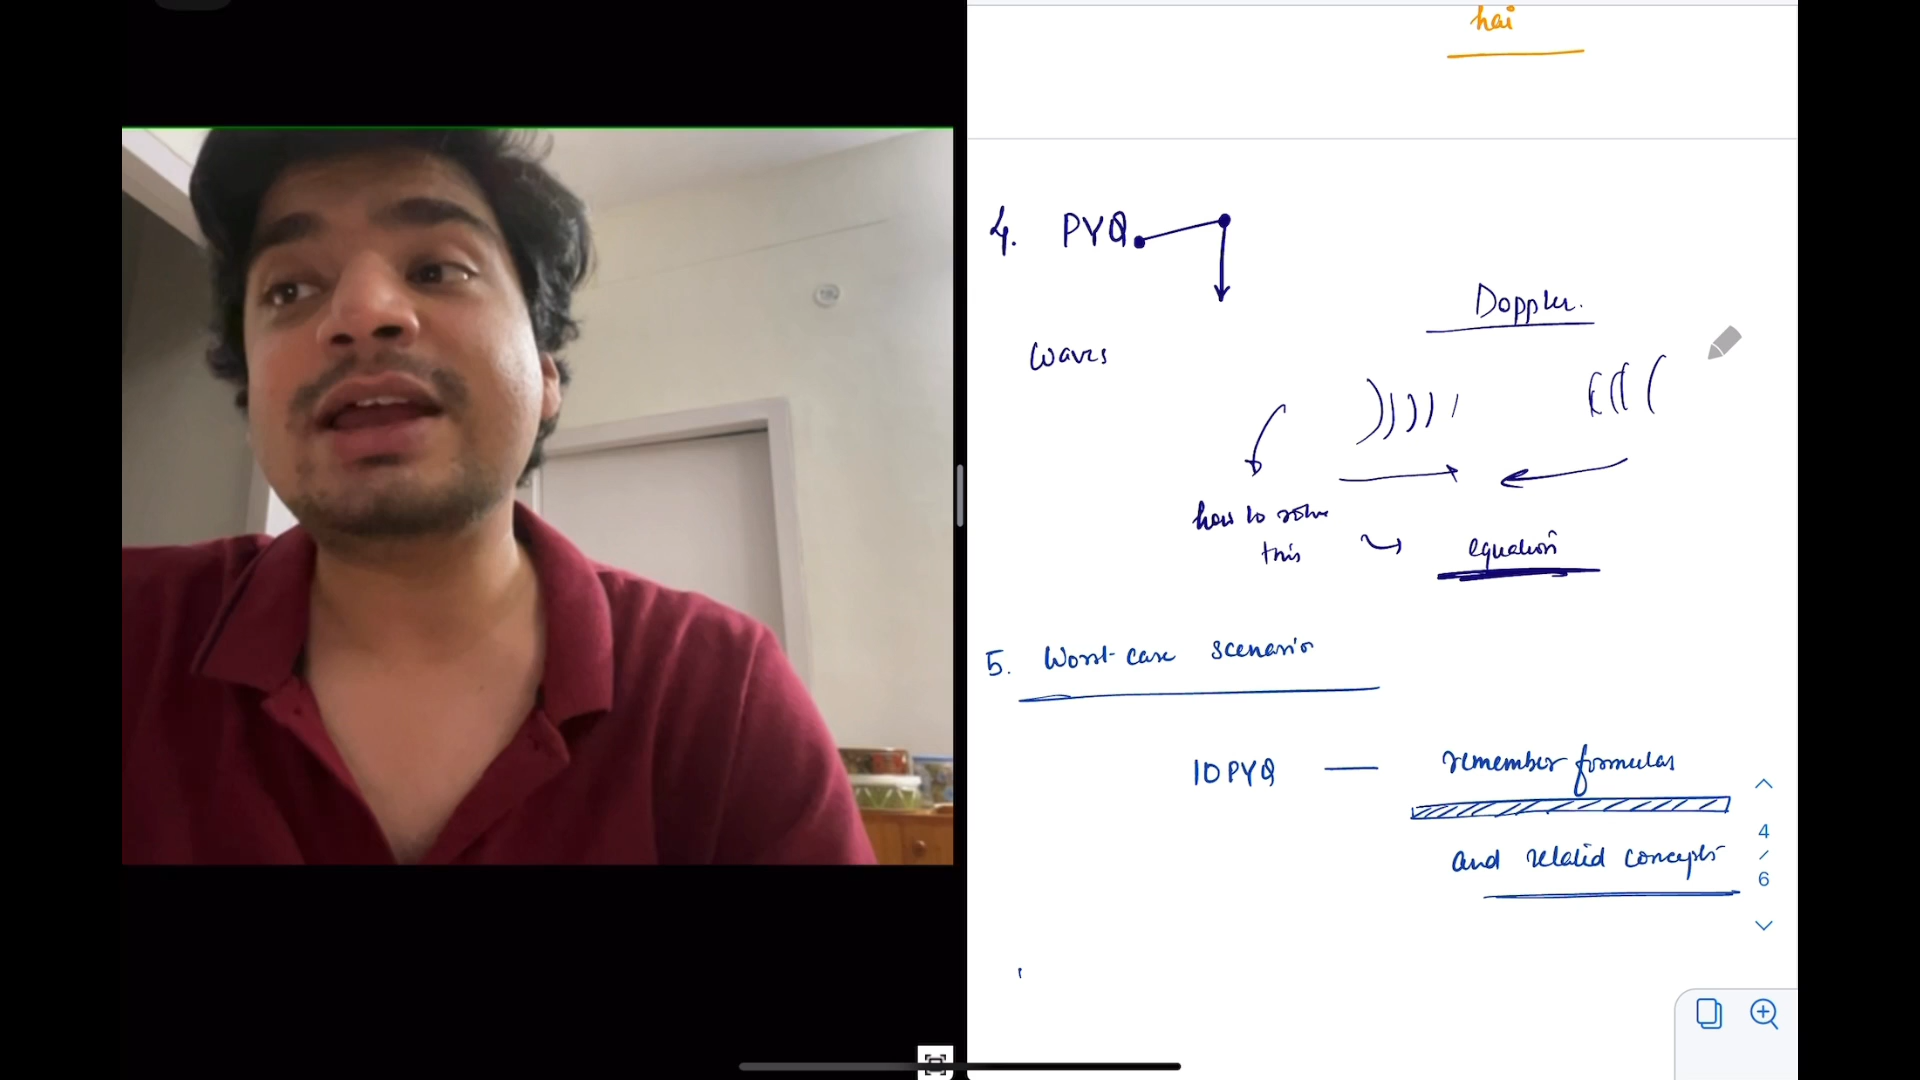 hai
4. PYQ
Doppler.
Waves
how to solve
this
equation
5. Worst-case scenario
10 PYQ — remember formulas
and related concepts
4
/
6